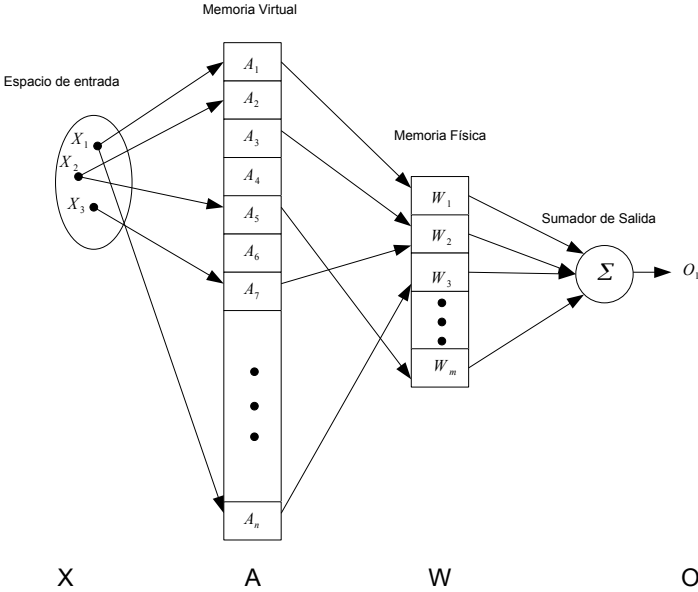 Memoria Virtual
Espacio de entrada
X₁
X₂
X₃
A₁
A₂
A₃
A₄
A₅
A₆
A₇
Aₙ
Memoria Física
W₁
W₂
W₃
Wₘ
Sumador de Salida
Σ
O₁
X A W O